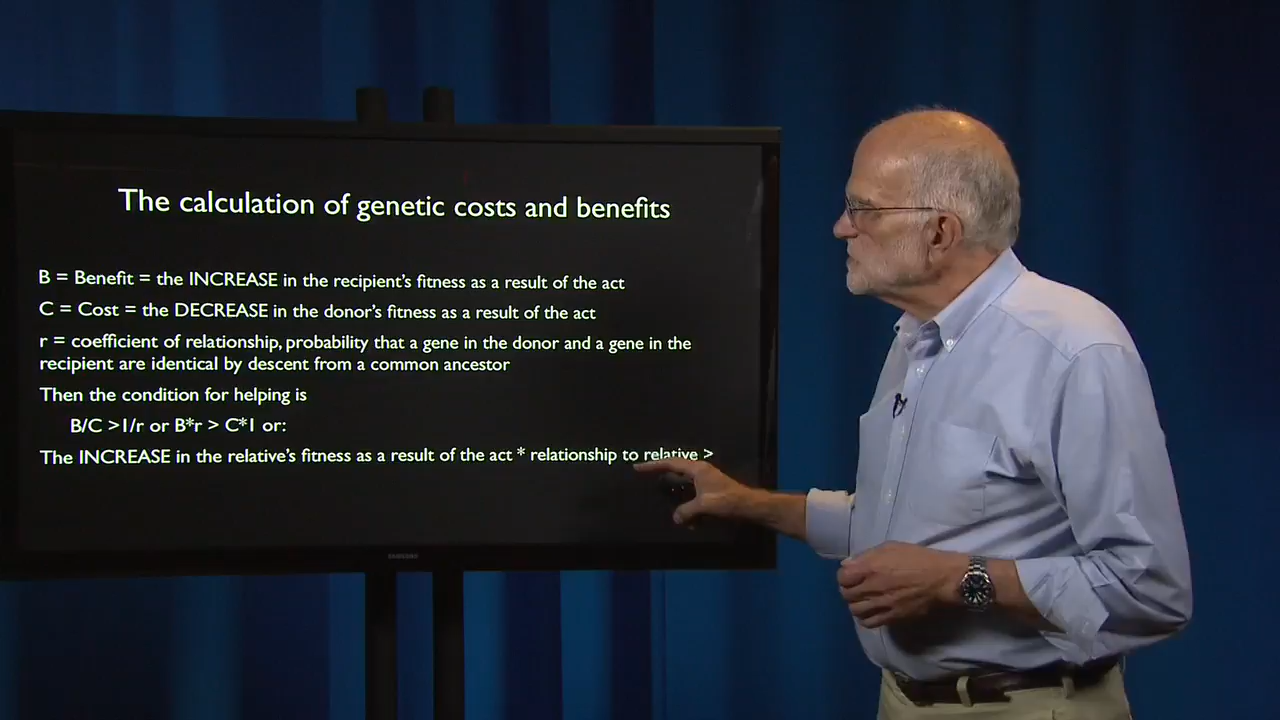 The calculation of genetic costs and benefits
B = Benefit = the INCREASE in the recipient's fitness as a result of the act
C = Cost = the DECREASE in the donor's fitness as a result of the act
r = coefficient of relationship, probability that a gene in the donor and a gene in the
recipient are identical by descent from a common ancestor
Then the condition for helping is
B/C >1/r or B*r > C*1 or:
The INCREASE in the relative's fitness as a result of the act * relationship to relative >
SAMSUNG